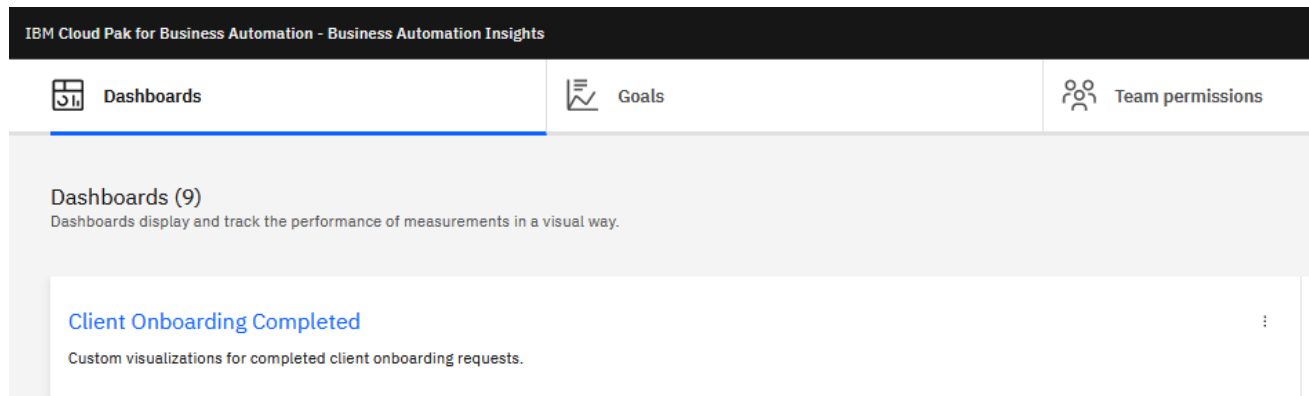 IBM Cloud Pak for Business Automation - Business Automation Insights
Dashboards
Goals
Team permissions
Dashboards (9)
Dashboards display and track the performance of measurements in a visual way.
Client Onboarding Completed
Custom visualizations for completed client onboarding requests.